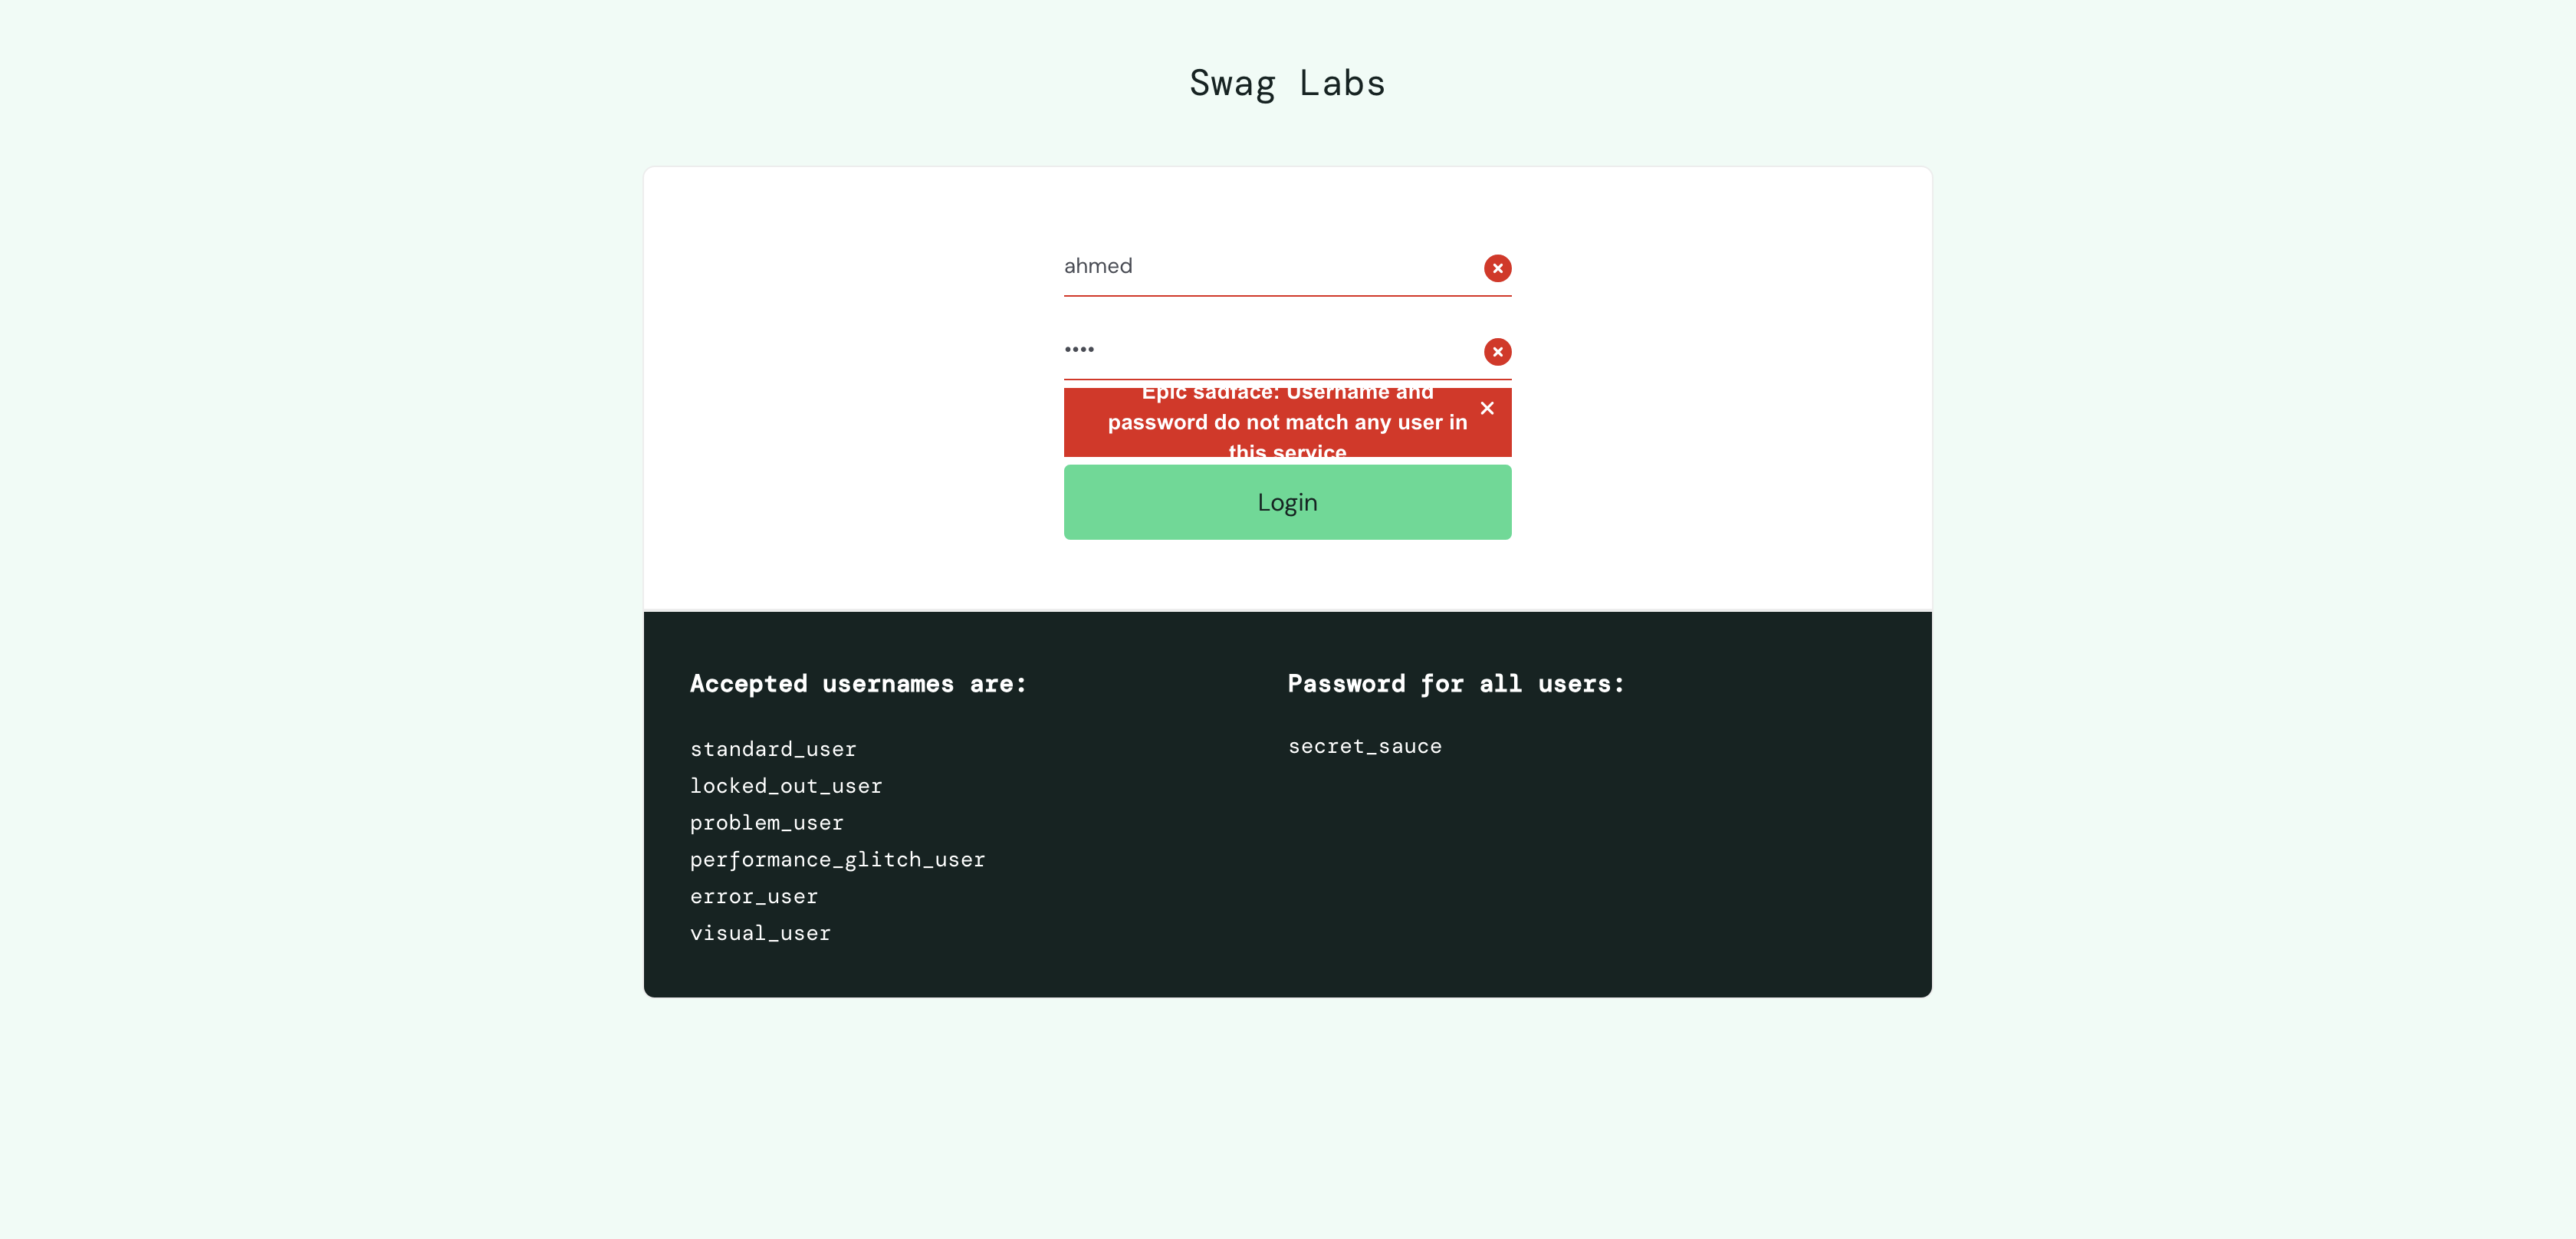 Swag Labs
ahmed
••••
Epic sadface: Username and
password do not match any user in
this service
Login
Accepted usernames are:
standard_user
locked_out_user
problem_user
performance_glitch_user
error_user
visual_user
Password for all users:
secret_sauce